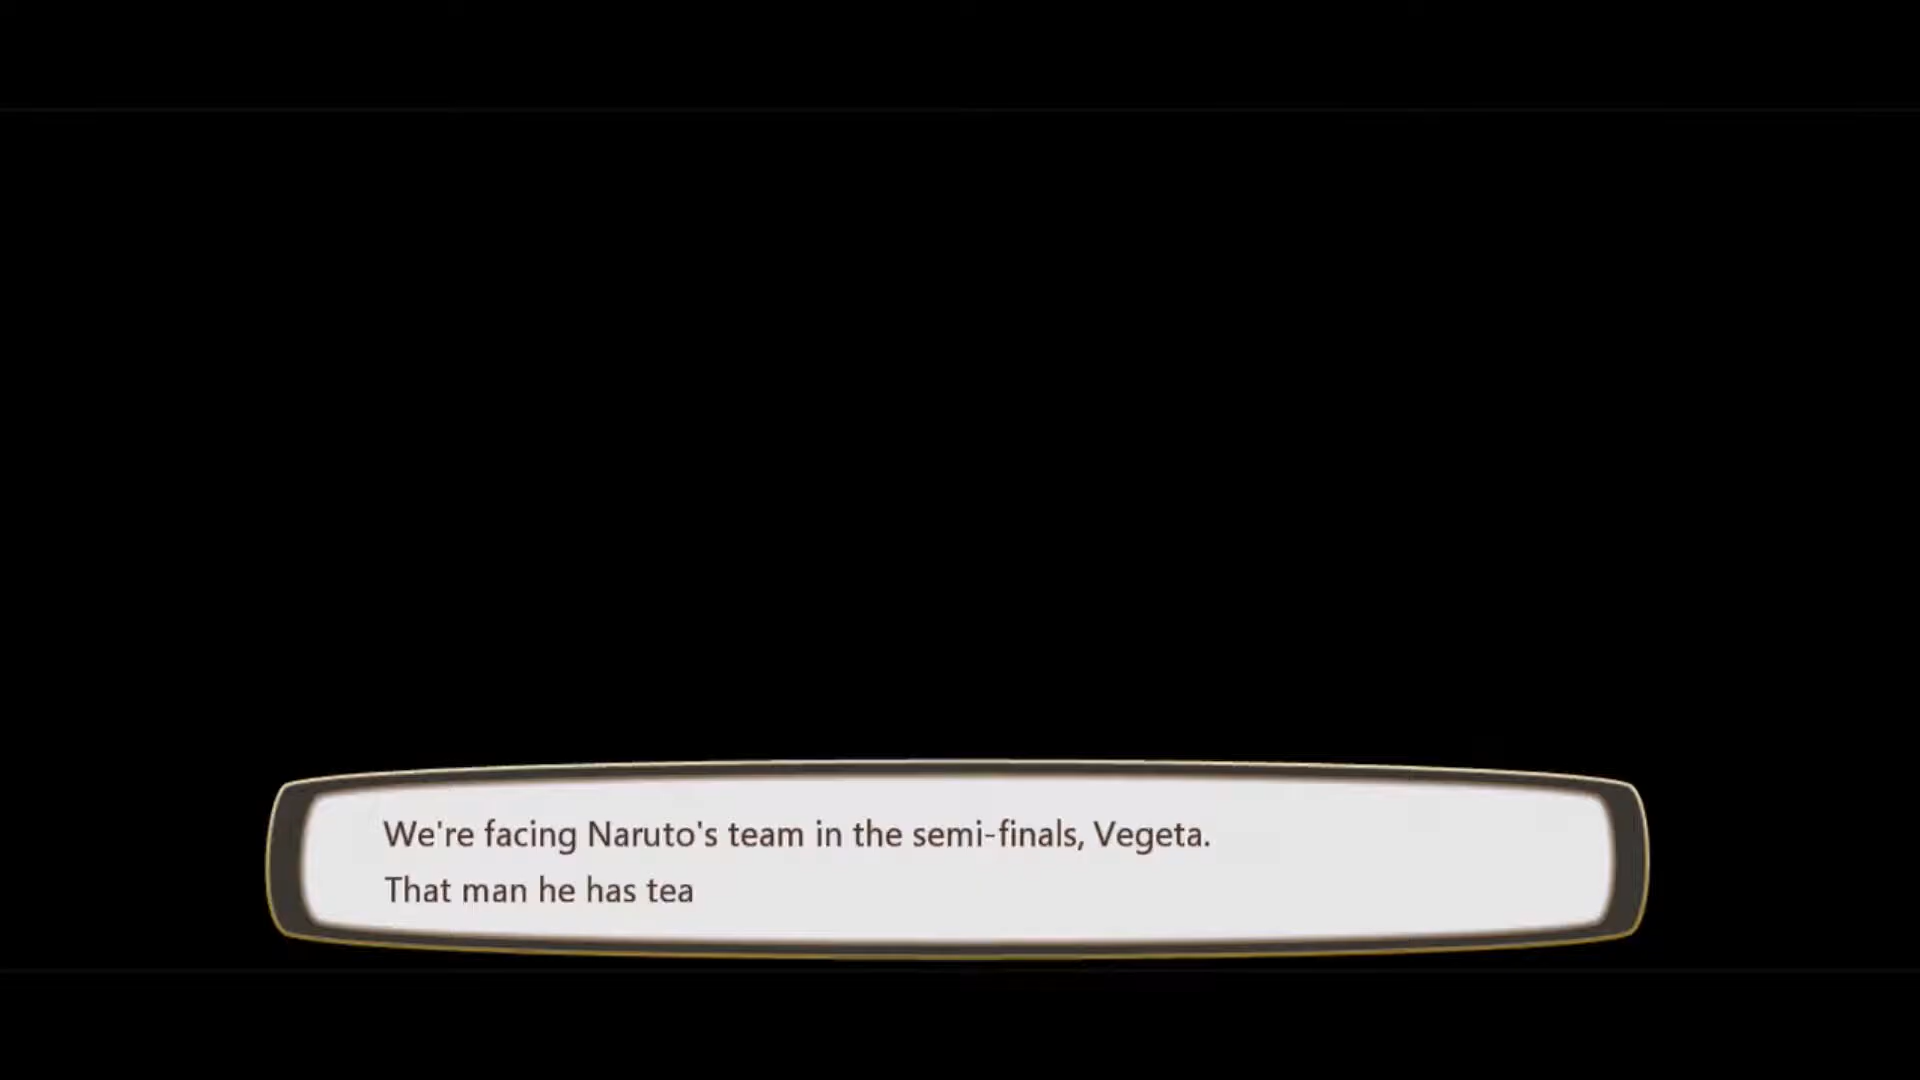 We're facing Naruto's team in the semi-finals, Vegeta.
That man he has tea